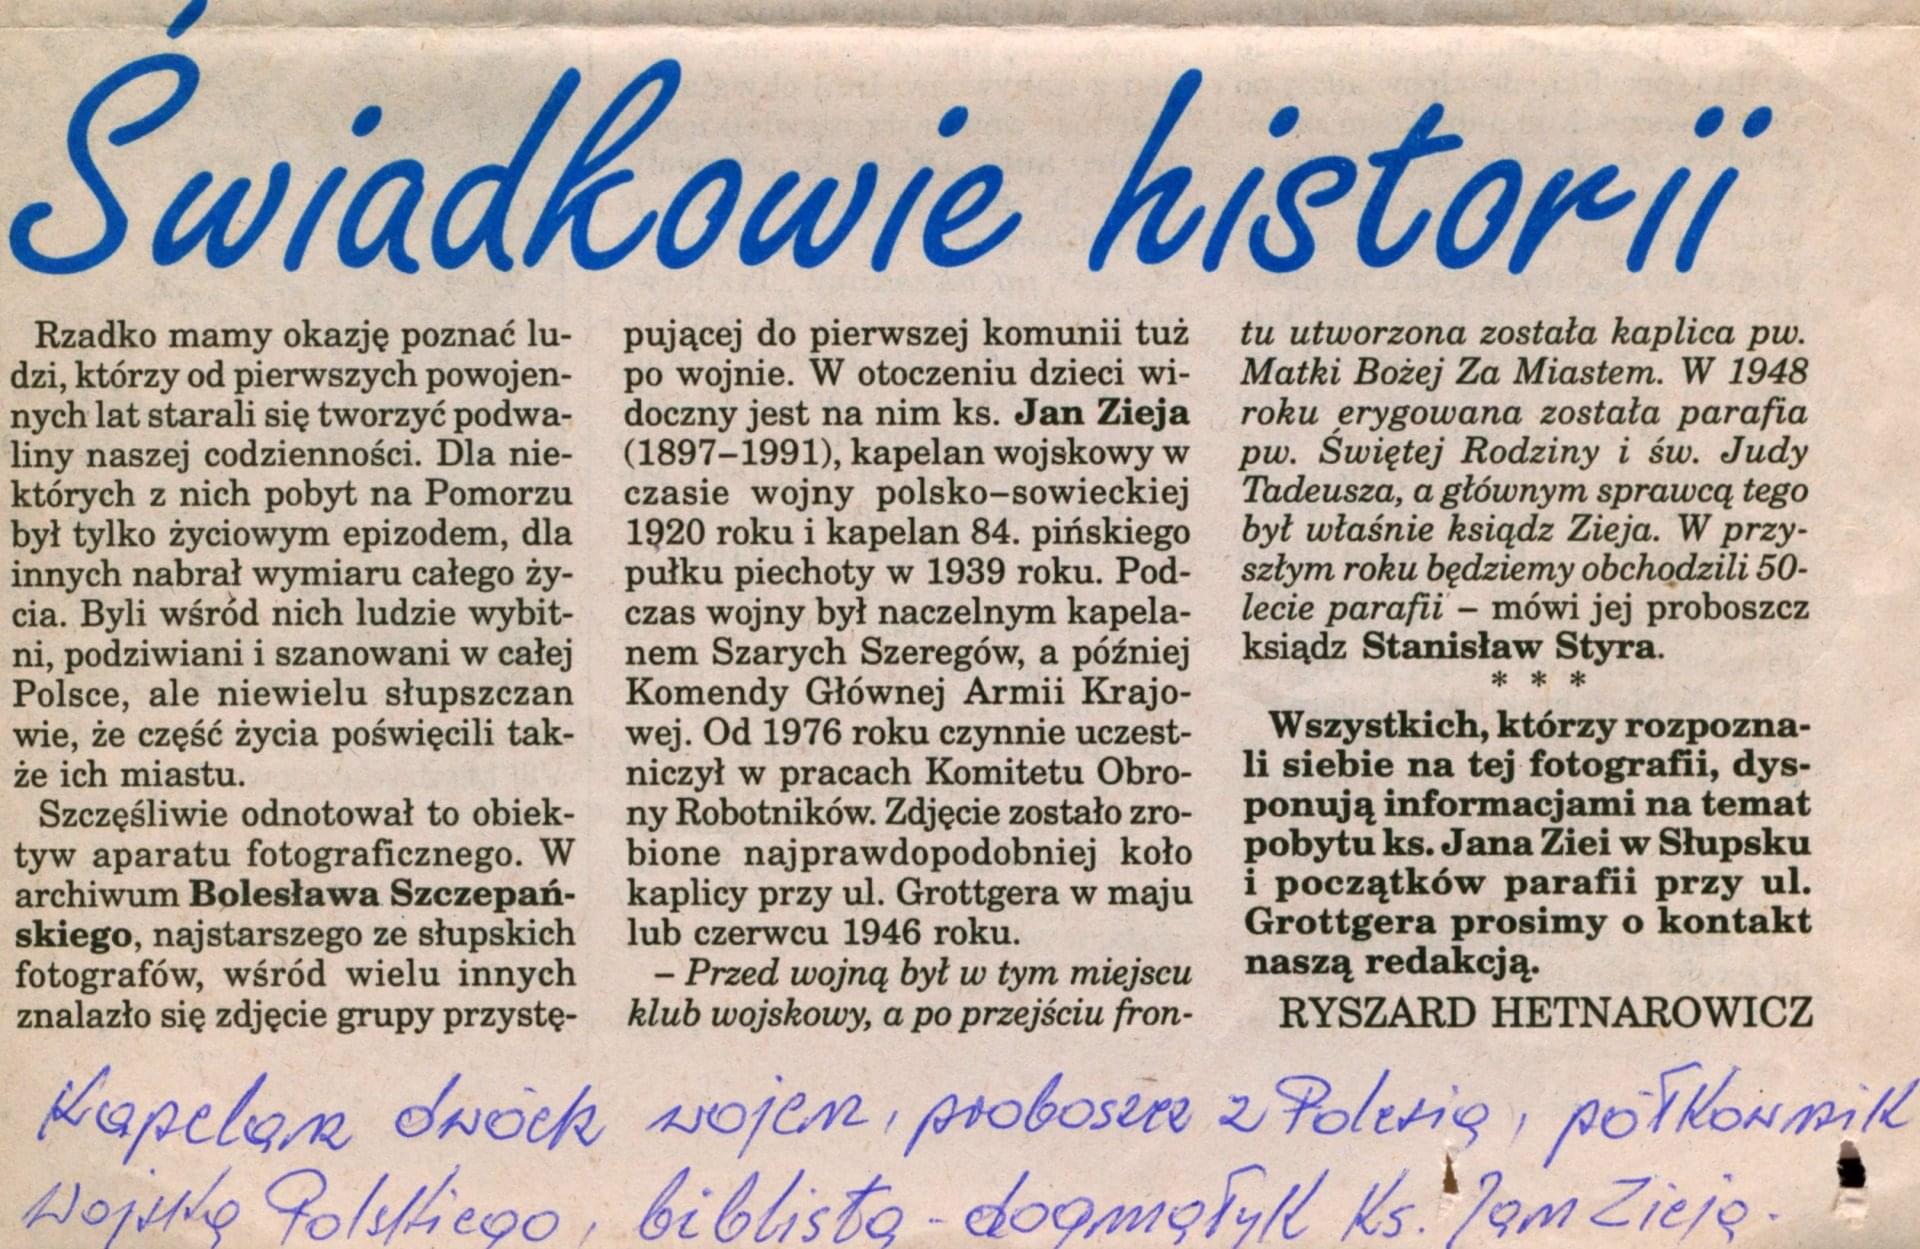 Świadkowie historii
Rzadko mamy okazję poznać lu-
dzi, którzy od pierwszych powojen-
nych lat starali się tworzyć podwa-
liny naszej codzienności. Dla nie-
których z nich pobyt na Pomorzu
był tylko życiowym epizodem, dla
innych nabrał wymiaru całego ży-
cia. Byli wśród nich ludzie wybit-
ni, podziwiani i szanowani w całej
Polsce, ale niewielu słupszczan
wie, że część życia poświęcili tak-
że ich miastu.
Szczęśliwie odnotował to obiek-
tyw aparatu fotograficznego. W
archiwum Bolesława Szczepań-
skiego, najstarszego ze słupskich
fotografów, wśród wielu innych
znalazło się zdjęcie grupy przystę-
pującej do pierwszej komunii tuż
po wojnie. W otoczeniu dzieci wi-
doczny jest na nim ks. Jan Zieja
(1897–1991), kapelan wojskowy w
czasie wojny polsko–sowieckiej
1920 roku i kapelan 84. pińskiego
pułku piechoty w 1939 roku. Pod-
czas wojny był naczelnym kapela-
nem Szarych Szeregów, a później
Komendy Głównej Armii Krajo-
wej. Od 1976 roku czynnie uczest-
niczył w pracach Komitetu Obro-
ny Robotników. Zdjęcie zostało zro-
bione najprawdopodobniej koło
kaplicy przy ul. Grottgera w maju
lub czerwcu 1946 roku.
– Przed wojną był w tym miejscu
klub wojskowy, a po przejściu fron-
tu utworzona została kaplica pw.
Matki Bożej Za Miastem. W 1948
roku erygowana została parafia
pw. Świętej Rodziny i św. Judy
Tadeusza, a głównym sprawcą tego
był właśnie ksiądz Zieja. W przy-
szłym roku będziemy obchodzili 50-
lecie parafii – mówi jej proboszcz
ksiądz Stanisław Styra.
* * *
Wszystkich, którzy rozpozna-
li siebie na tej fotografii, dys-
ponują informacjami na temat
pobytu ks. Jana Ziei w Słupsku
i początków parafii przy ul.
Grottgera prosimy o kontakt
naszą redakcją.
RYSZARD HETNAROWICZ
Kapelan dwóch wojen, proboszcz z Polesia, półkownik
Wojska Polskiego, biblista - dogmatyk Ks. Jan Zieja.